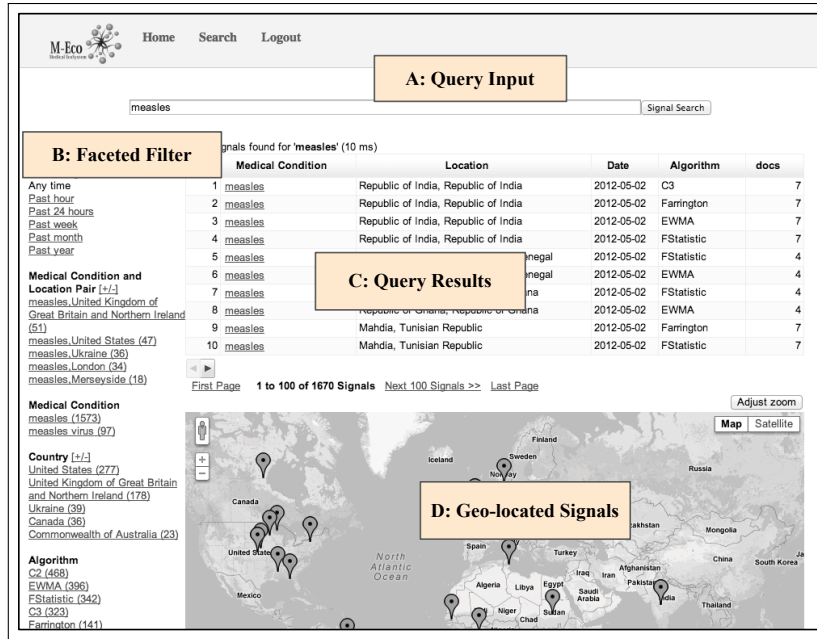 M-Eco
Medical EcoSystem
Home Search Logout
A: Query Input
measles
Signal Search
gnals found for 'measles' (10 ms)
B: Faceted Filter
Medical Condition Location Date Algorithm docs
1 measles Republic of India, Republic of India 2012-05-02 C3 7
2 measles Republic of India, Republic of India 2012-05-02 Farrington 7
3 measles Republic of India, Republic of India 2012-05-02 EWMA 7
4 measles Republic of India, Republic of India 2012-05-02 FStatistic 7
5 measles enegal 2012-05-02 FStatistic 4
6 measles enegal 2012-05-02 EWMA 4
7 measles na 2012-05-02 FStatistic 4
8 measles Republic of Ghana, Republic of Ghana 2012-05-02 EWMA 4
9 measles Mahdia, Tunisian Republic 2012-05-02 Farrington 7
10 measles Mahdia, Tunisian Republic 2012-05-02 FStatistic 7
C: Query Results
First Page 1 to 100 of 1670 Signals Next 100 Signals >> Last Page
Any time
Past hour
Past 24 hours
Past week
Past month
Past year
Medical Condition and
Location Pair [+/-]
measles,United Kingdom of
Great Britain and Northern Ireland
(51)
measles,United States (47)
measles,Ukraine (36)
measles,London (34)
measles,Merseyside (18)
Medical Condition
measles (1573)
measles virus (97)
Country [+/-]
United States (277)
United Kingdom of Great Britain
and Northern Ireland (178)
Ukraine (39)
Canada (36)
Commonwealth of Australia (23)
Algorithm
C2 (468)
EWMA (396)
FStatistic (342)
C3 (323)
Farrington (141)
Adjust zoom
Map Satellite
D: Geo-located Signals
Finland
Iceland
Sweden
Norway
Russia
Canada
zakhstan
Mongolia
United States
Spain
Turkey
China
South Korea
Ja
North
Atlantic
Ocean
Afghanistan
Iraq
Iran
Pakistan
Algeria
Libya
Egypt
Saudi
Arabia
India
Mexico
Thailand
Niger
Chad
Sudan